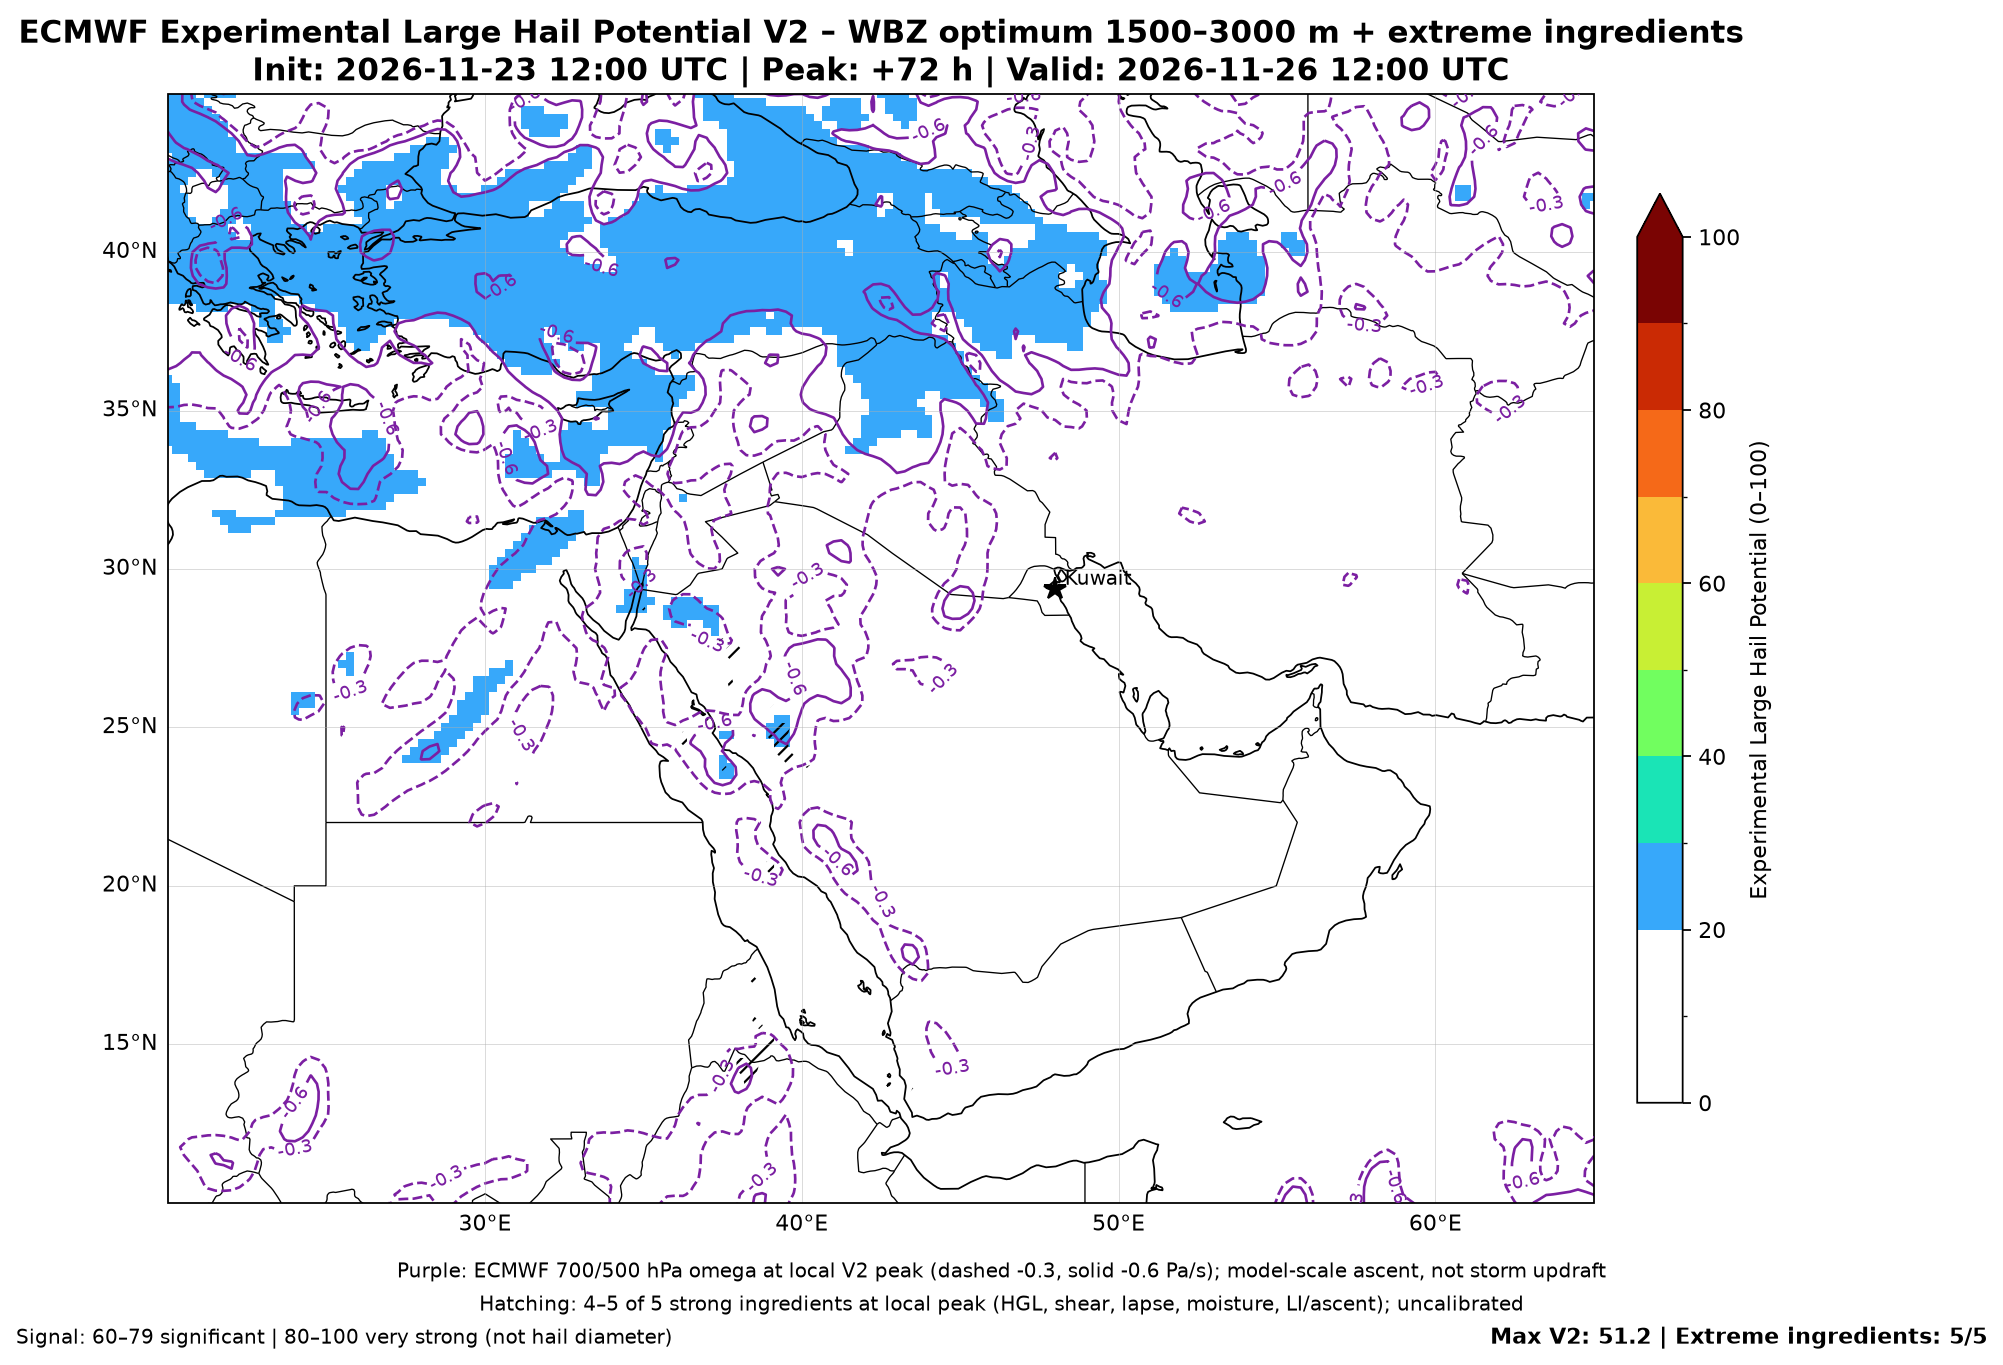 ECMWF Experimental Large Hail Potential V2 – WBZ optimum 1500–3000 m + extreme ingredients
Init: 2026-11-23 12:00 UTC | Peak: +72 h | Valid: 2026-11-26 12:00 UTC
40°N
35°N
30°N
25°N
20°N
15°N
30°E
40°E
50°E
60°E
Kuwait
-0.6
-0.3
100
80
60
40
20
0
Experimental Large Hail Potential (0–100)
Purple: ECMWF 700/500 hPa omega at local V2 peak (dashed -0.3, solid -0.6 Pa/s); model-scale ascent, not storm updraft
Hatching: 4–5 of 5 strong ingredients at local peak (HGL, shear, lapse, moisture, LI/ascent); uncalibrated
Signal: 60–79 significant | 80–100 very strong (not hail diameter)
Max V2: 51.2 | Extreme ingredients: 5/5